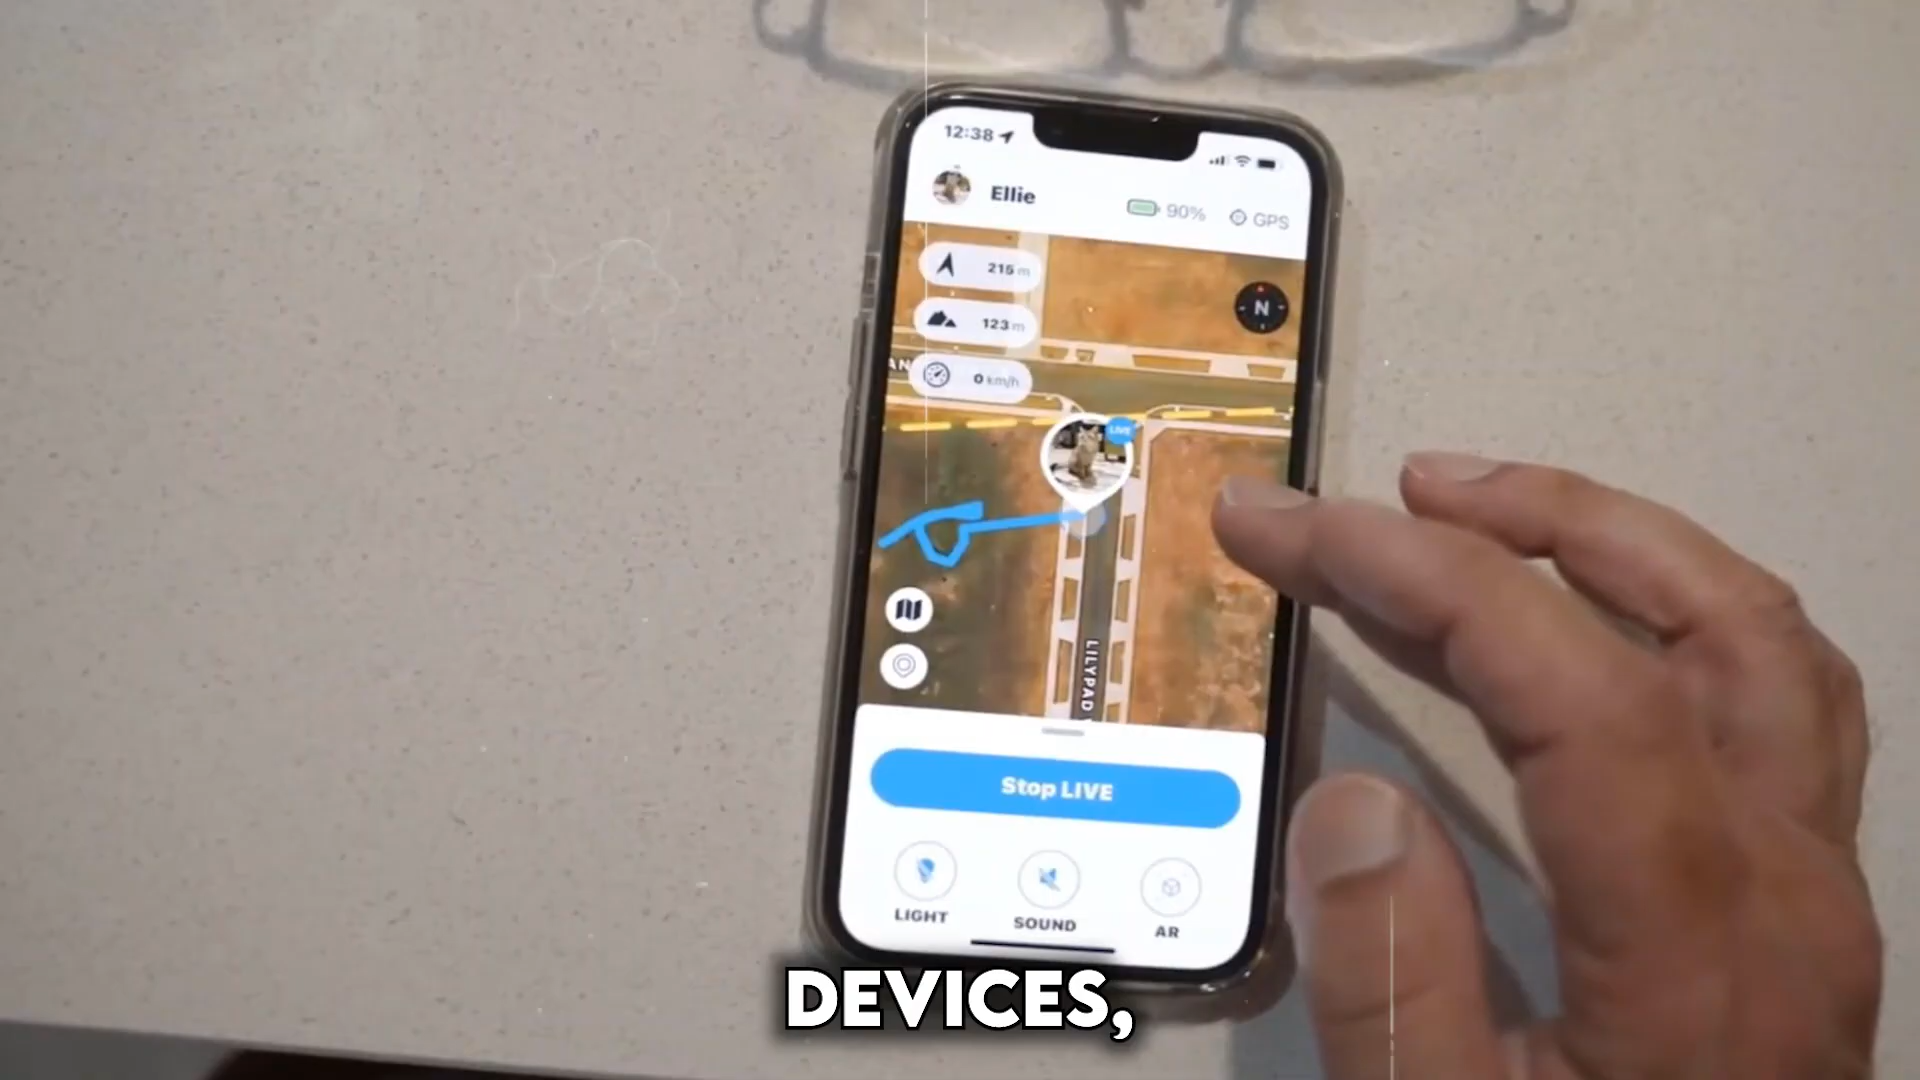 12:38
Ellie
90%
GPS
215 m
123 m
N
0 km/h
LIVE
LILYPAD
Stop LIVE
LIGHT
SOUND
AR
DEVICES,